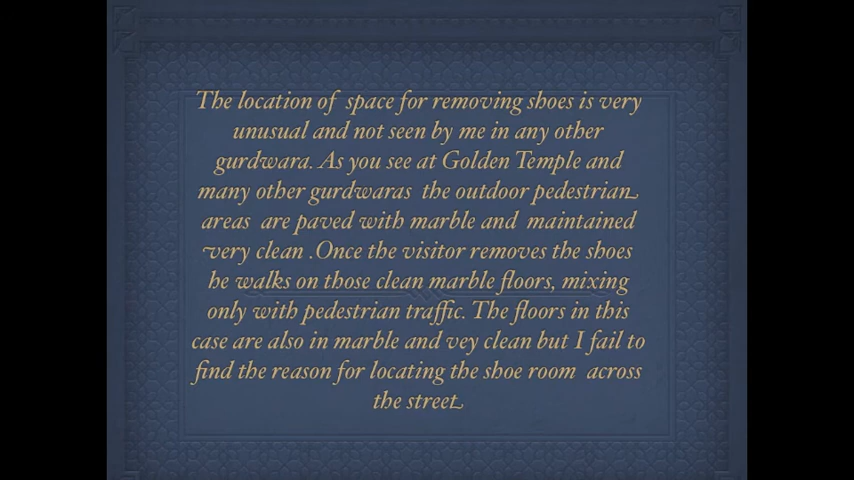 The location of space for removing shoes is very
unusual and not seen by me in any other
gurdwara. As you see at Golden Temple and
many other gurdwaras the outdoor pedestrian
areas are paved with marble and maintained
very clean .Once the visitor removes the shoes
he walks on those clean marble floors, mixing
only with pedestrian traffic. The floors in this
case are also in marble and vey clean but I fail to
find the reason for locating the shoe room across
the street.